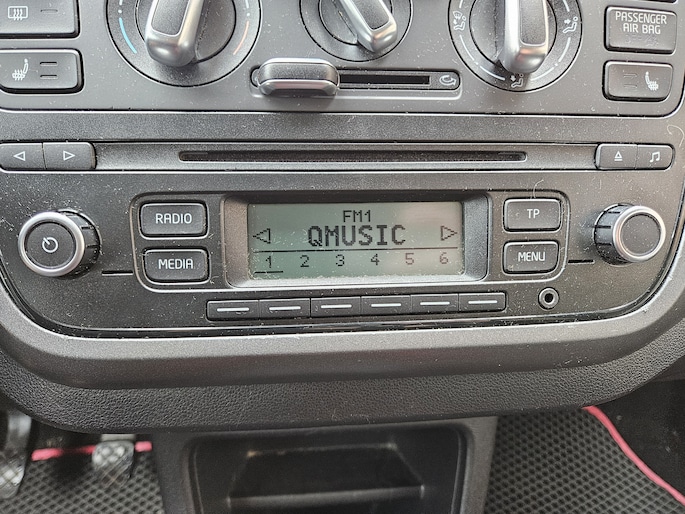 PASSENGER
AIR BAG
RADIO
MEDIA
FM1
QMUSIC
1 2 3 4 5 6
TP
MENU